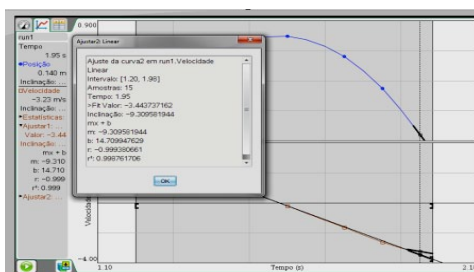 run1
Tempo
1.95 s
Posição
0.140 m
Inclinação: ...
Velocidade
-3.23 m/s
Inclinação: ...
Estatísticas:
Ajustar1: ...
Valor: -3.44
Inclinação: ...
mx + b
m: -9.310
b: 14.710
r: -0.999
r²: 0.999
Ajustar2: ...
0.900
Ajustar2: Linear
Ajuste da curva2 em run1.Velocidade
Linear
Intervalo: [1.20, 1.98]
Amostras: 15
Tempo: 1.95
>Fit Valor: -3.443737162
Inclinação: -9.309581944
mx + b
m: -9.309581944
b: 14.709947629
r: -0.999380661
r²: 0.998761706
OK
Velocidade
-4.00
1.10
Tempo (s)